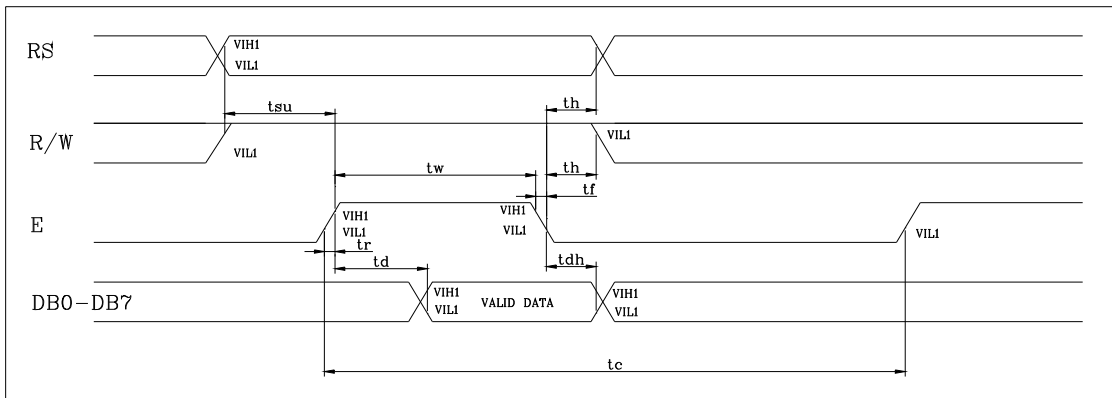 RS
VIH1
VIL1
tsu
th
R/W
VIL1
VIL1
tw
th
tf
E
VIH1
VIL1
VIH1
VIL1
VIL1
tr
td
tdh
DB0-DB7
VIH1
VIL1
VALID DATA
VIH1
VIL1
tc